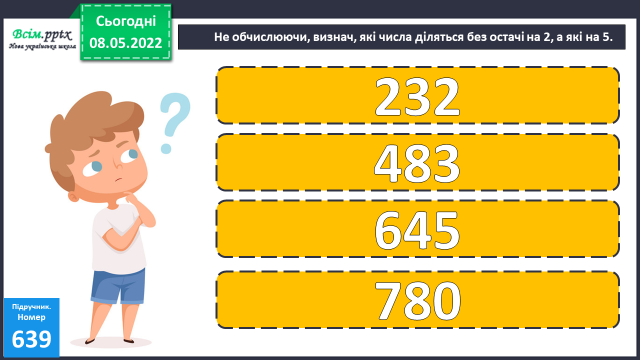 Всім.pptx
Нова українська школа
Сьогодні
08.05.2022
Не обчислюючи, визнач, які числа діляться без остачі на 2, а які на 5.
?
232
483
645
780
Підручник.
Номер
639